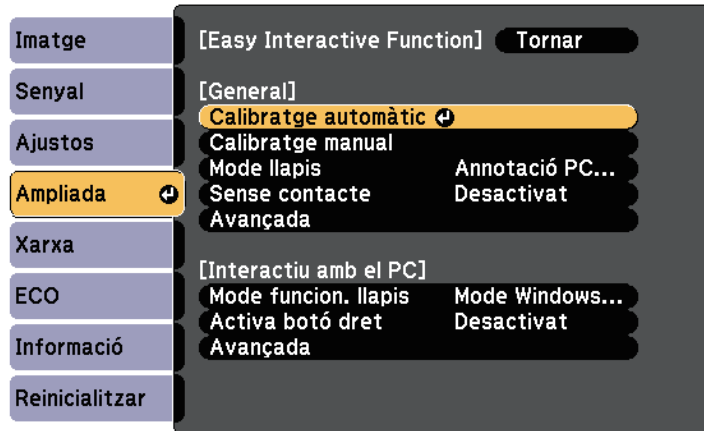 Imatge
Senyal
Ajustos
Ampliada
Xarxa
ECO
Informació
Reinicialitzar
[Easy Interactive Function] Tornar
[General]
Calibratge automàtic
Calibratge manual
Mode llapis Annotació PC...
Sense contacte Desactivat
Avançada
[Interactiu amb el PC]
Mode funcion. llapis Mode Windows...
Activa botó dret Desactivat
Avançada